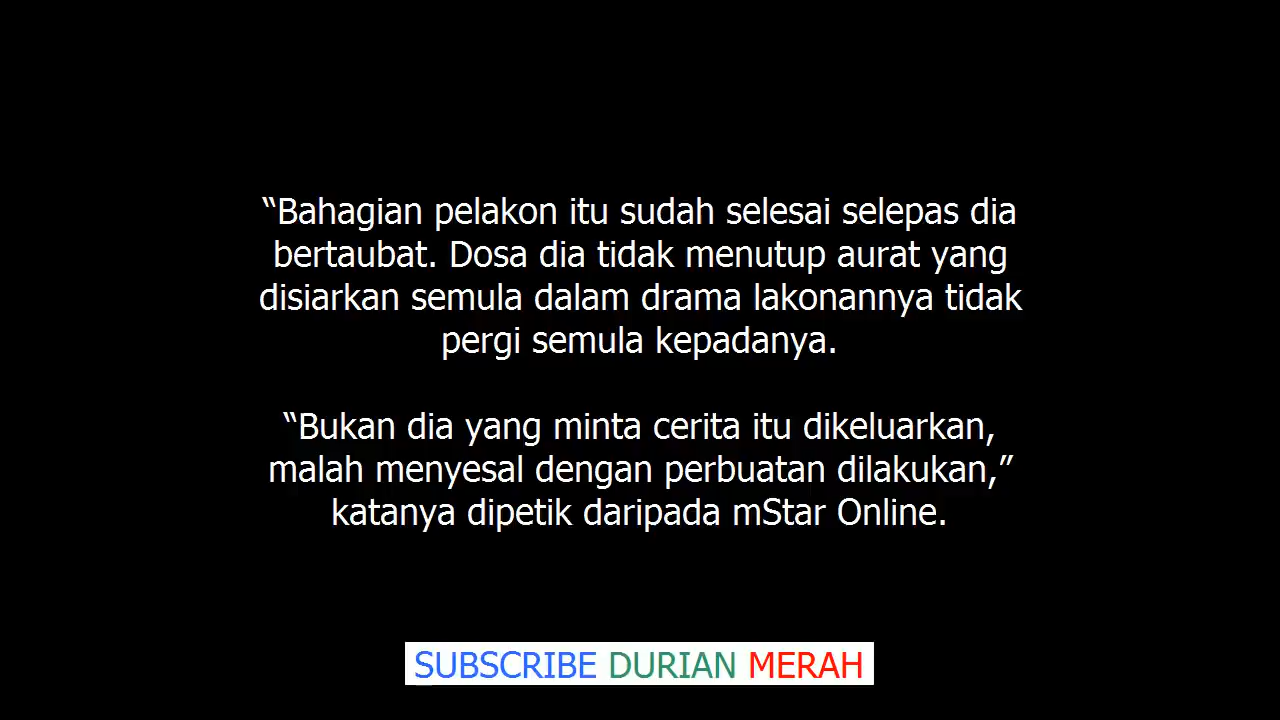 “Bahagian pelakon itu sudah selesai selepas dia
bertaubat. Dosa dia tidak menutup aurat yang
disiarkan semula dalam drama lakonannya tidak
pergi semula kepadanya.
“Bukan dia yang minta cerita itu dikeluarkan,
malah menyesal dengan perbuatan dilakukan,”
katanya dipetik daripada mStar Online.
SUBSCRIBE DURIAN MERAH